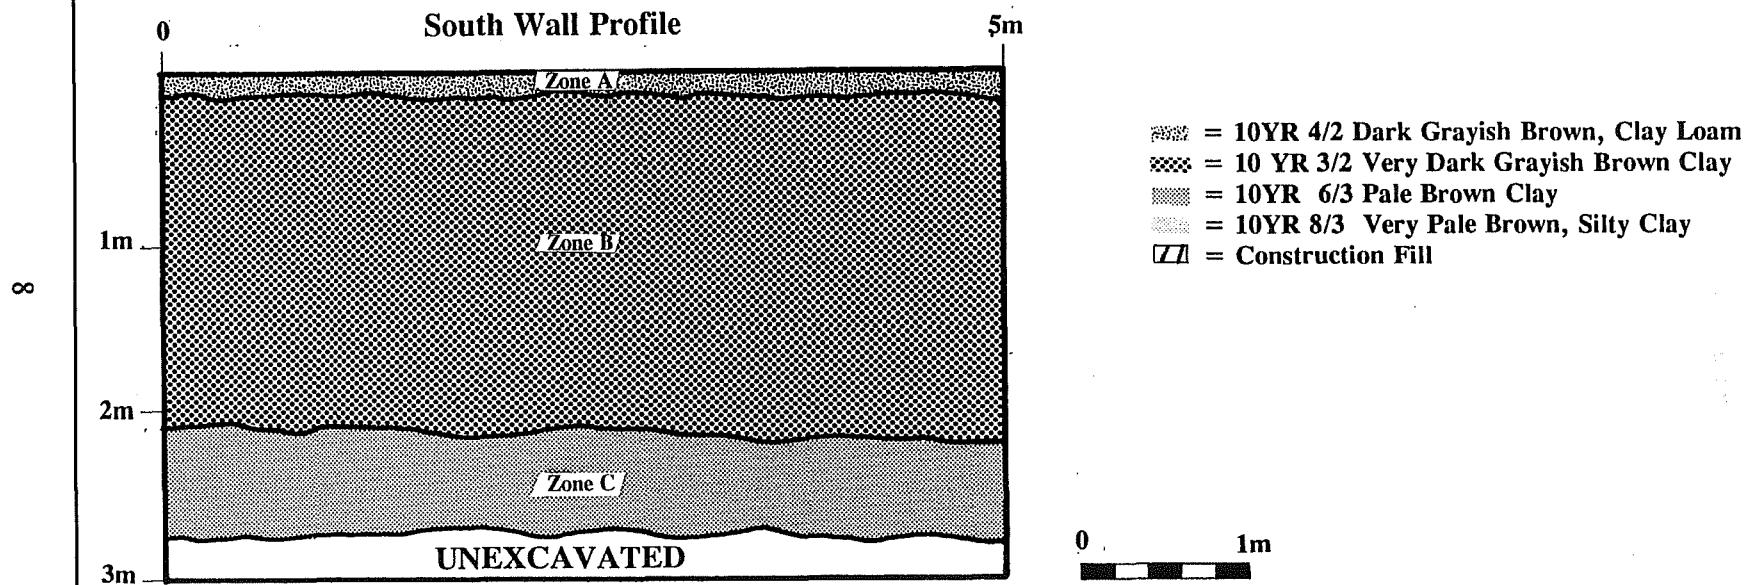 South Wall Profile
0
5m
Zone A
Zone B
1m
2m
Zone C
UNEXCAVATED
3m
= 10YR 4/2 Dark Grayish Brown, Clay Loam
= 10 YR 3/2 Very Dark Grayish Brown Clay
= 10YR 6/3 Pale Brown Clay
= 10YR 8/3 Very Pale Brown, Silty Clay
= Construction Fill
0 1m
8